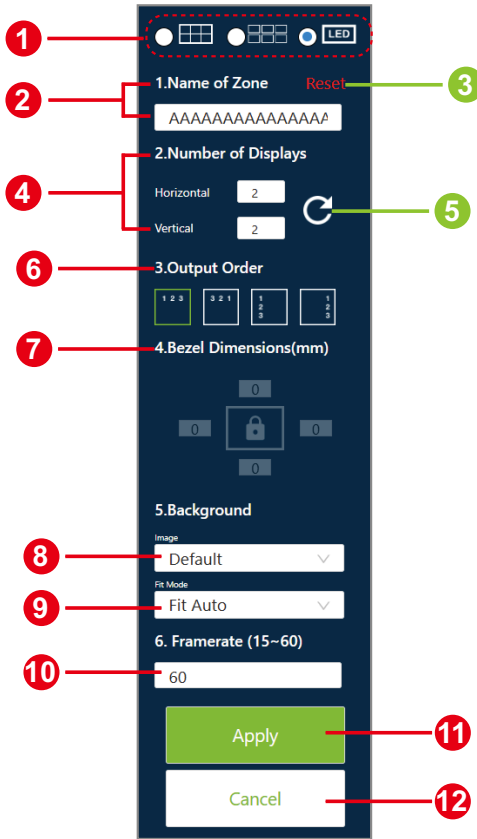 1
LED
2
1.Name of Zone
Reset
3
AAAAAAAAAAAAAAA
4
2.Number of Displays
Horizontal
2
5
Vertical
2
6
3.Output Order
1 2 3
3 2 1
1
2
3
1
2
3
7
4.Bezel Dimensions(mm)
0
0
0
0
5.Background
Image
8
Default
Fit Mode
9
Fit Auto
6. Framerate (15~60)
10
60
Apply
11
Cancel
12